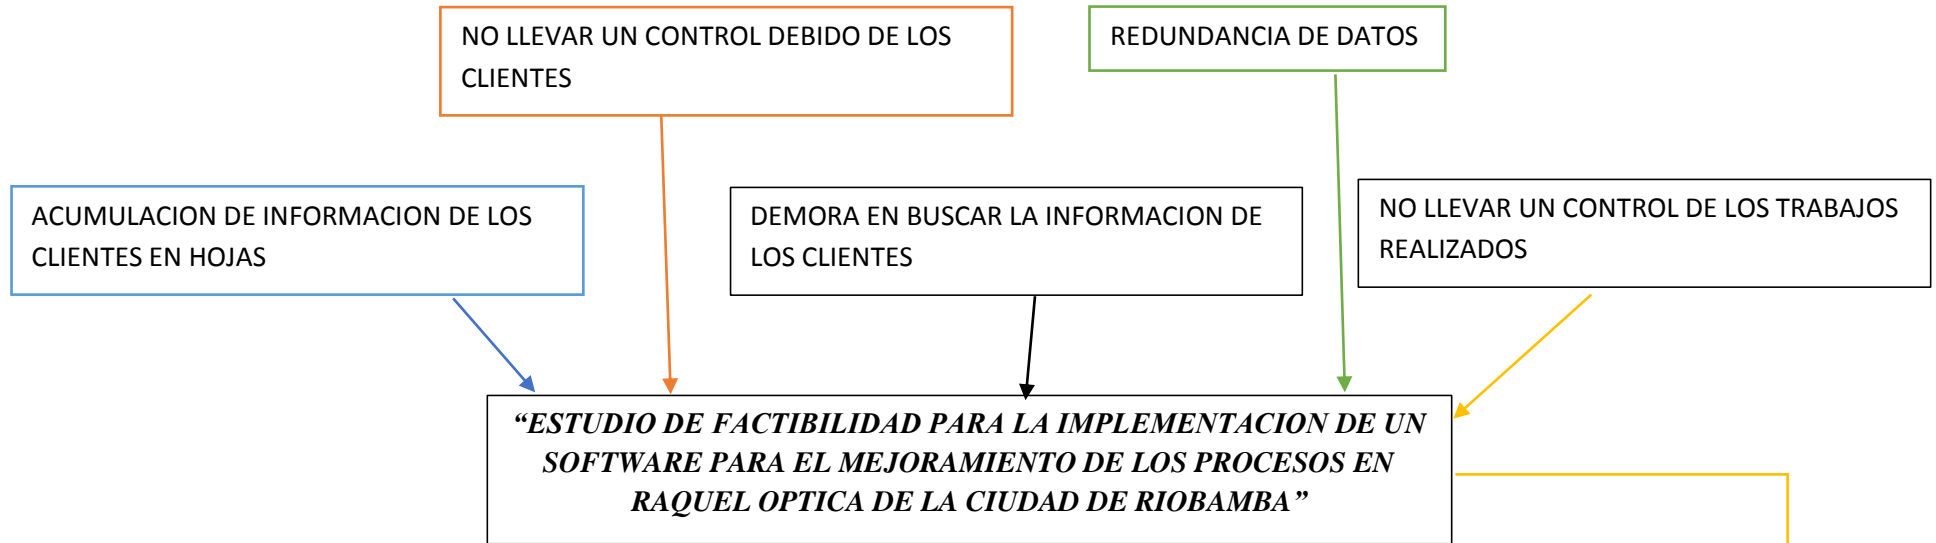 NO LLEVAR UN CONTROL DEBIDO DE LOS
CLIENTES
REDUNDANCIA DE DATOS
ACUMULACION DE INFORMACION DE LOS
CLIENTES EN HOJAS
DEMORA EN BUSCAR LA INFORMACION DE
LOS CLIENTES
NO LLEVAR UN CONTROL DE LOS TRABAJOS
REALIZADOS
“ESTUDIO DE FACTIBILIDAD PARA LA IMPLEMENTACION DE UN
SOFTWARE PARA EL MEJORAMIENTO DE LOS PROCESOS EN
RAQUEL OPTICA DE LA CIUDAD DE RIOBAMBA”